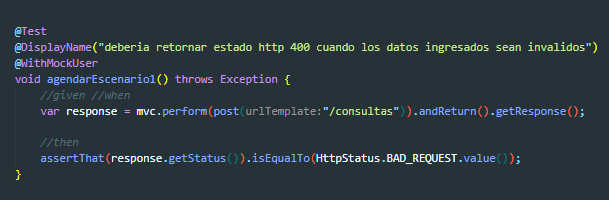 @Test
@DisplayName("deberia retornar estado http 400 cuando los datos ingresados sean invalidos")
@WithMockUser
void agendarEscenario1() throws Exception {
//given //when
var response = mvc.perform(post(urlTemplate:"/consultas")).andReturn().getResponse();
//then
assertThat(response.getStatus()).isEqualTo(HttpStatus.BAD_REQUEST.value());
}